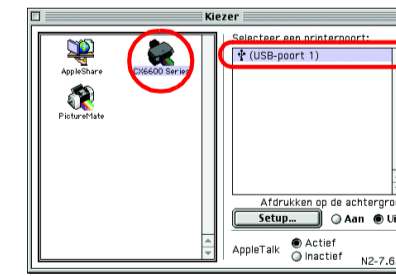 Kiezer
Selecteer een printerpoort:
(USB-poort 1)
AppleShare
CX6600 Series
PictureMate
Afdrukken op de
Setup...
Aan
AppleTalk
Actief
Inactief
N2-7.6